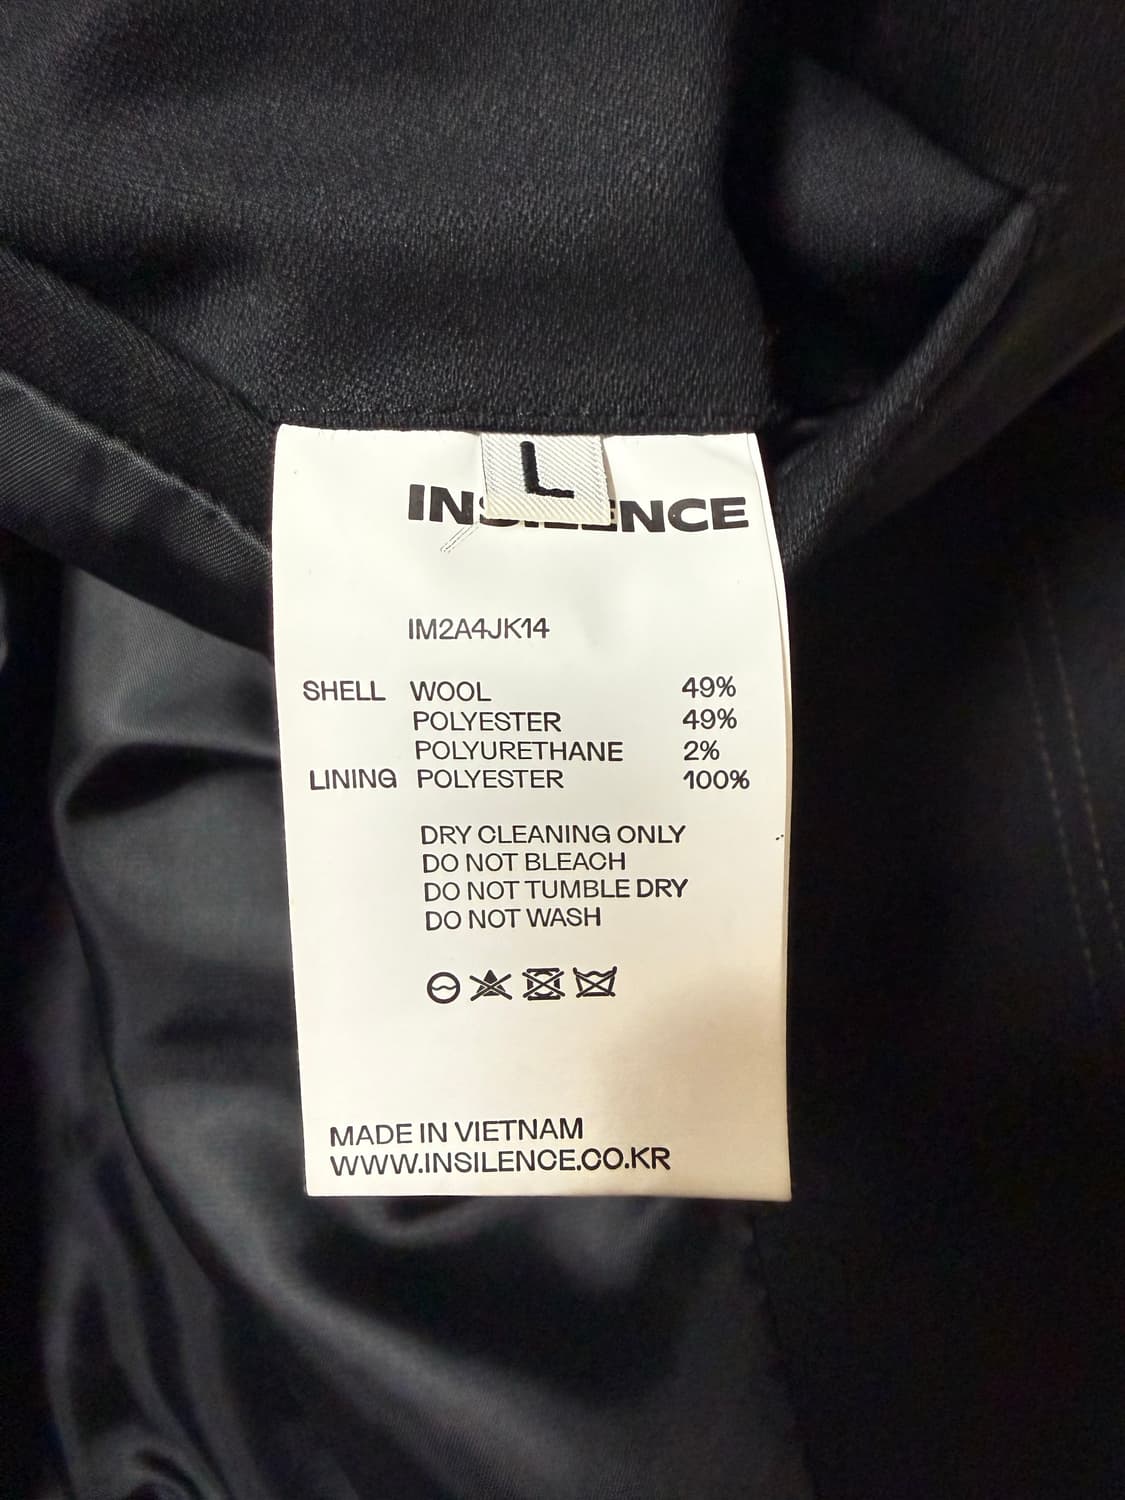 L
INSILENCE
IM2A4JK14
SHELL WOOL 49%
POLYESTER 49%
POLYURETHANE 2%
LINING POLYESTER 100%
DRY CLEANING ONLY
DO NOT BLEACH
DO NOT TUMBLE DRY
DO NOT WASH
MADE IN VIETNAM
WWW.INSILENCE.CO.KR